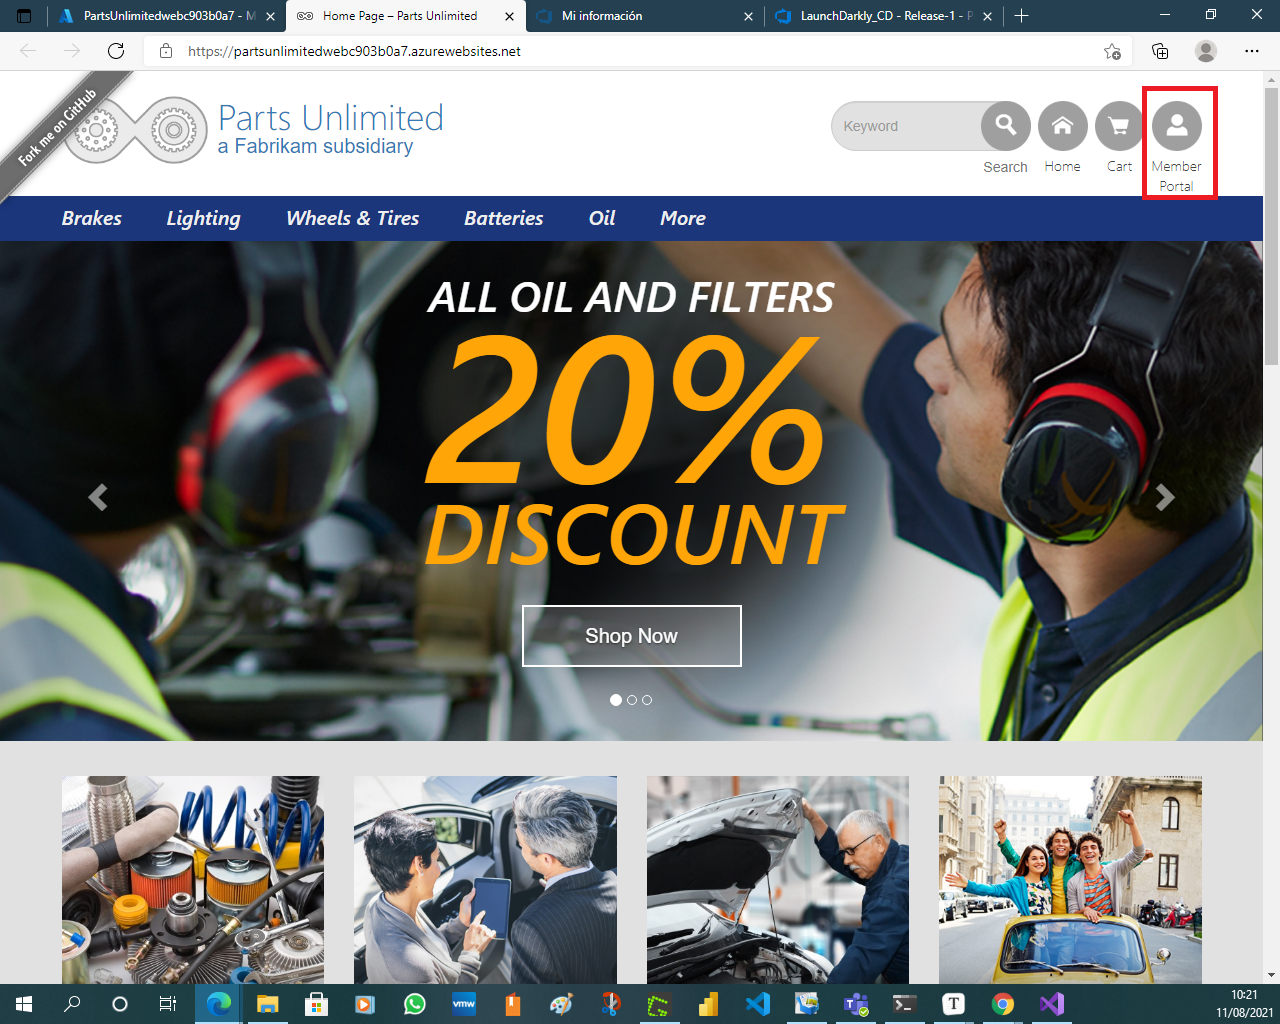 PartsUnlimitedwebc903b0a7 - M
Home Page – Parts Unlimited
Mi información
LaunchDarkly_CD - Release-1 - P
https://partsunlimitedwebc903b0a7.azurewebsites.net
Fork me on GitHub
Parts Unlimited
a Fabrikam subsidiary
Keyword
Search
Home
Cart
Member
Portal
Brakes
Lighting
Wheels & Tires
Batteries
Oil
More
ALL OIL AND FILTERS
20%
DISCOUNT
Shop Now
vmw
T
10:21
11/08/2021